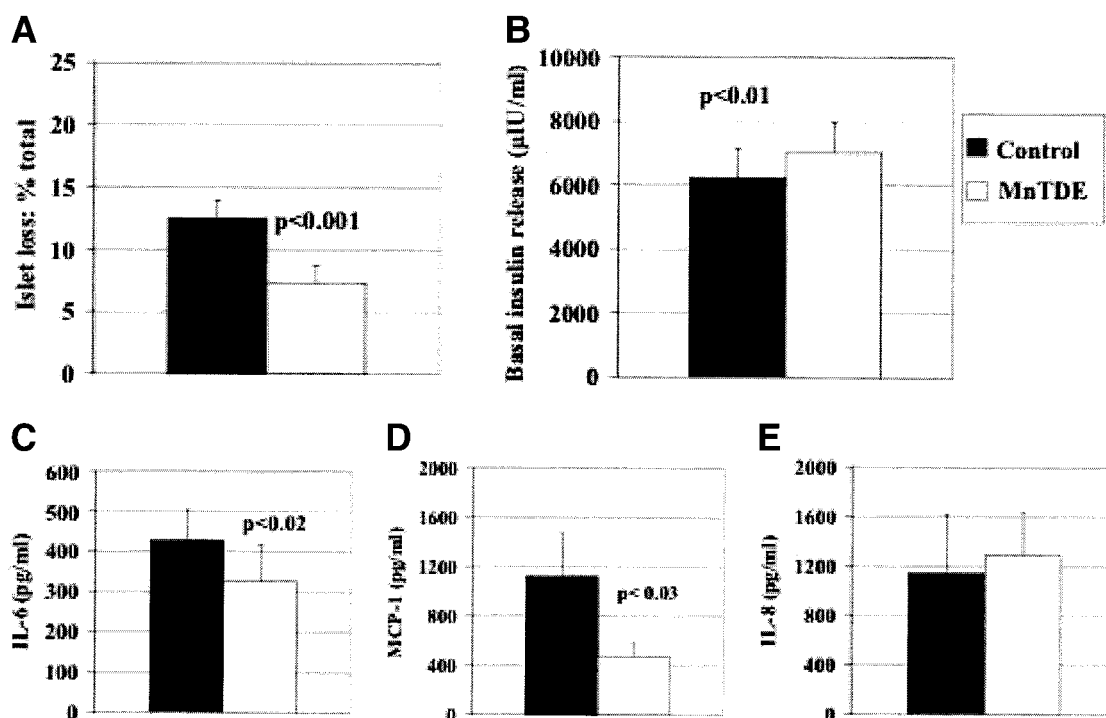 A
Islet loss: % total
25
20
15
10
5
0
p<0.001
B
Basal insulin release (µIU/ml)
10000
8000
6000
4000
2000
0
p<0.01
Control
MnTDE
C
IL-6 (pg/ml)
600
500
400
300
200
100
0
p<0.02
D
MCP-1 (pg/ml)
2000
1600
1200
800
400
0
p< 0.03
E
IL-8 (pg/ml)
2000
1600
1200
800
400
0